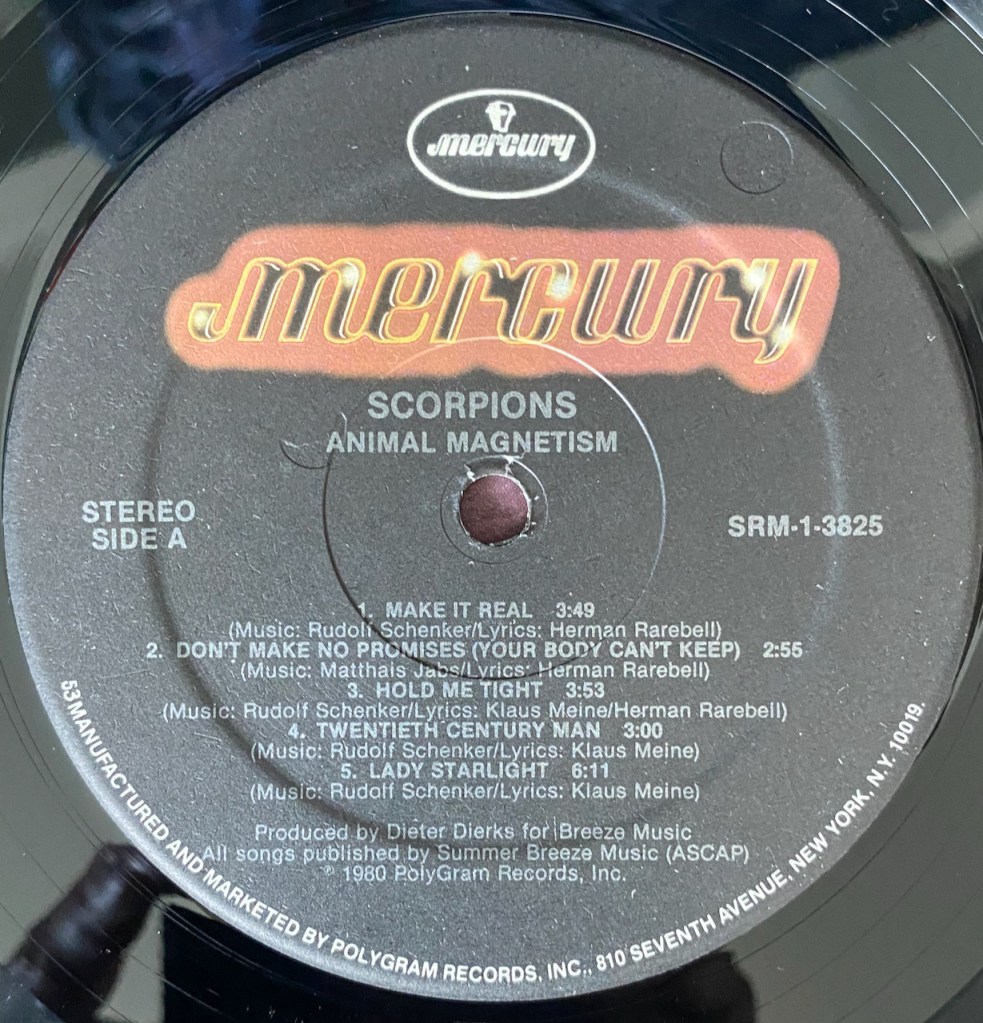 mercury
mercury
SCORPIONS
ANIMAL MAGNETISM
STEREO
SIDE A
SRM-1-3825
1. MAKE IT REAL 3:49
(Music: Rudolf Schenker/Lyrics: Herman Rarebell)
2. DON'T MAKE NO PROMISES (YOUR BODY CAN'T KEEP) 2:55
(Music: Matthais Jabs/Lyrics: Herman Rarebell)
3. HOLD ME TIGHT 3:53
(Music: Rudolf Schenker/Lyrics: Klaus Meine/Herman Rarebell)
4. TWENTIETH CENTURY MAN 3:00
(Music: Rudolf Schenker/Lyrics: Klaus Meine)
5. LADY STARLIGHT 6:11
(Music: Rudolf Schenker/Lyrics: Klaus Meine)
Produced by Dieter Dierks for Breeze Music
All songs published by Summer Breeze Music (ASCAP)
℗ 1980 PolyGram Records, Inc.
53 MANUFACTURED AND MARKETED BY POLYGRAM RECORDS, INC., 810 SEVENTH AVENUE, NEW YORK, N.Y. 10019.